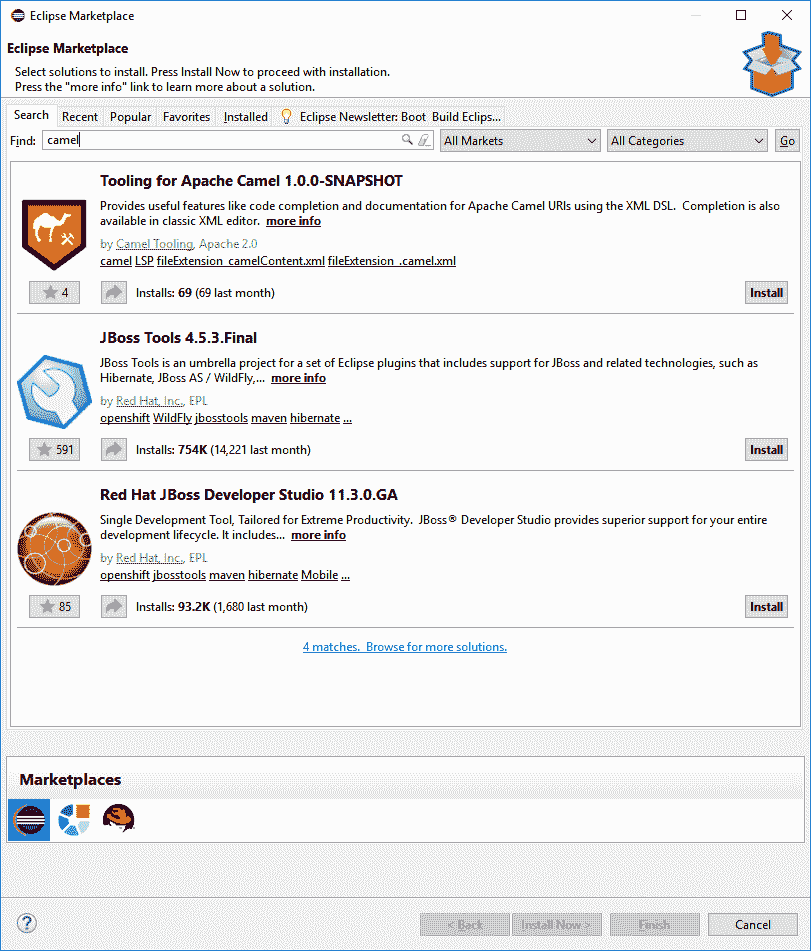 Eclipse Marketplace
Eclipse Marketplace
Select solutions to install. Press Install Now to proceed with installation.
Press the "more info" link to learn more about a solution.
Search Recent Popular Favorites Installed Eclipse Newsletter: Boot Build Eclips...
Find: camel All Markets All Categories Go
Tooling for Apache Camel 1.0.0-SNAPSHOT
Provides useful features like code completion and documentation for Apache Camel URIs using the XML DSL. Completion is also
available in classic XML editor. more info
by Camel Tooling, Apache 2.0
camel LSP fileExtension_camelContent.xml fileExtension_.camel.xml
4 Installs: 69 (69 last month) Install
JBoss Tools 4.5.3.Final
JBoss Tools is an umbrella project for a set of Eclipse plugins that includes support for JBoss and related technologies, such as
Hibernate, JBoss AS / WildFly,... more info
by Red Hat, Inc., EPL
openshift WildFly jbosstools maven hibernate ...
591 Installs: 754K (14,221 last month) Install
Red Hat JBoss Developer Studio 11.3.0.GA
Single Development Tool, Tailored for Extreme Productivity. JBoss® Developer Studio provides superior support for your entire
development lifecycle. It includes... more info
by Red Hat, Inc., EPL
openshift jbosstools maven hibernate Mobile ...
85 Installs: 93.2K (1,680 last month) Install
4 matches. Browse for more solutions.
Marketplaces
? < Back Install Now > Finish Cancel